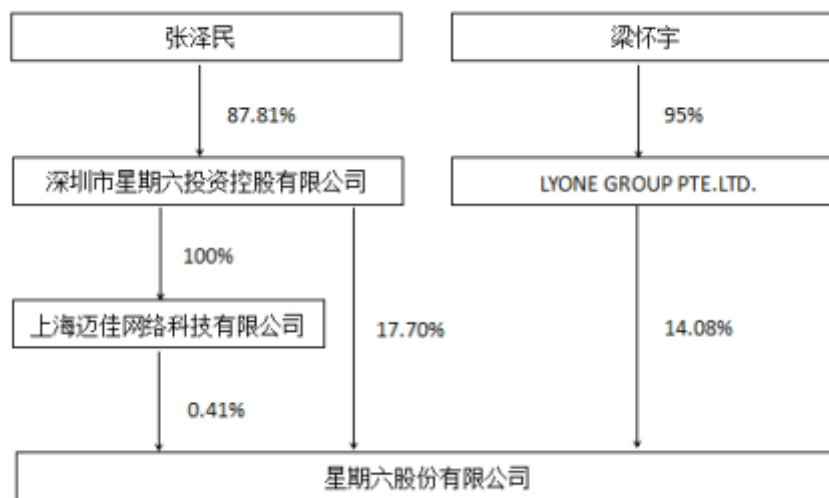 张泽民
梁怀宇
87.81%
95%
深圳市星期六投资控股有限公司
LYONE GROUP PTE.LTD.
100%
上海迈佳网络科技有限公司
17.70%
14.08%
0.41%
星期六股份有限公司